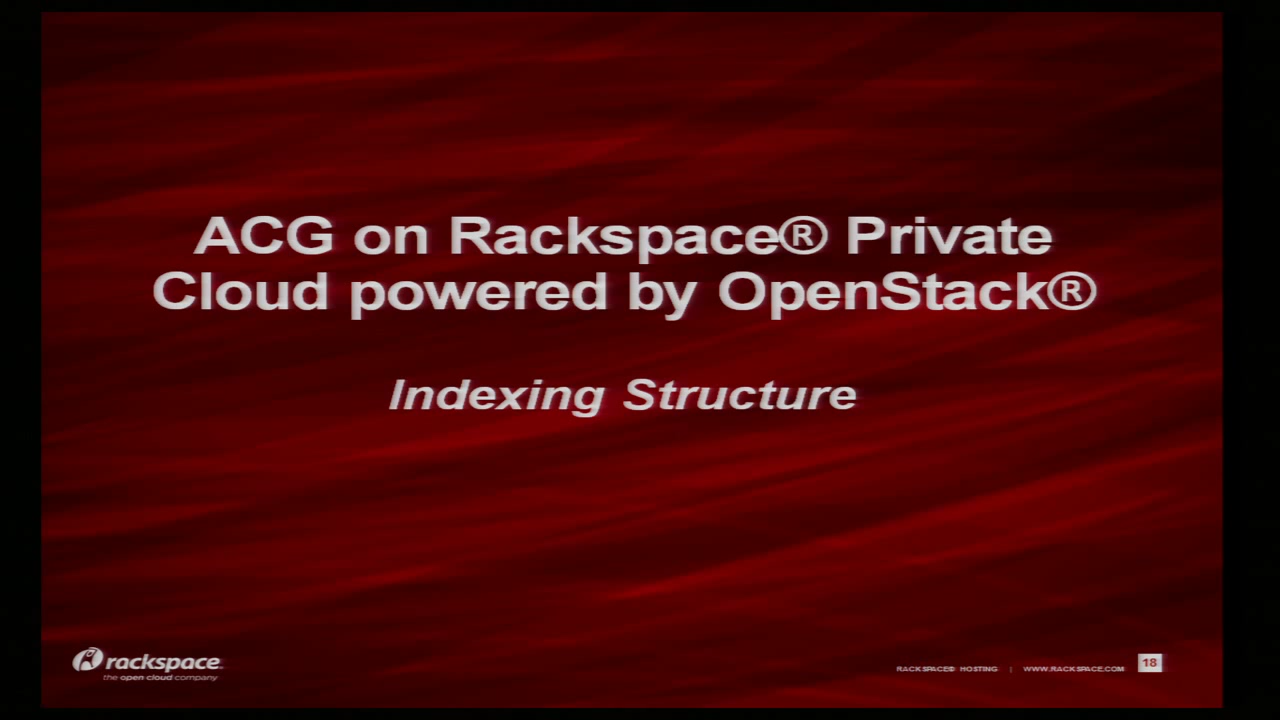 ACG on Rackspace® Private
Cloud powered by OpenStack®
Indexing Structure
rackspace.
the open cloud company
RACKSPACE® HOSTING | WWW.RACKSPACE.COM
18